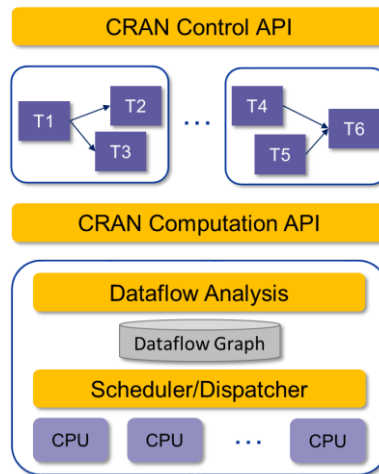 CRAN Control API
T1
T2
T3
...
T4
T5
T6
CRAN Computation API
Dataflow Analysis
Dataflow Graph
Scheduler/Dispatcher
CPU CPU ... CPU